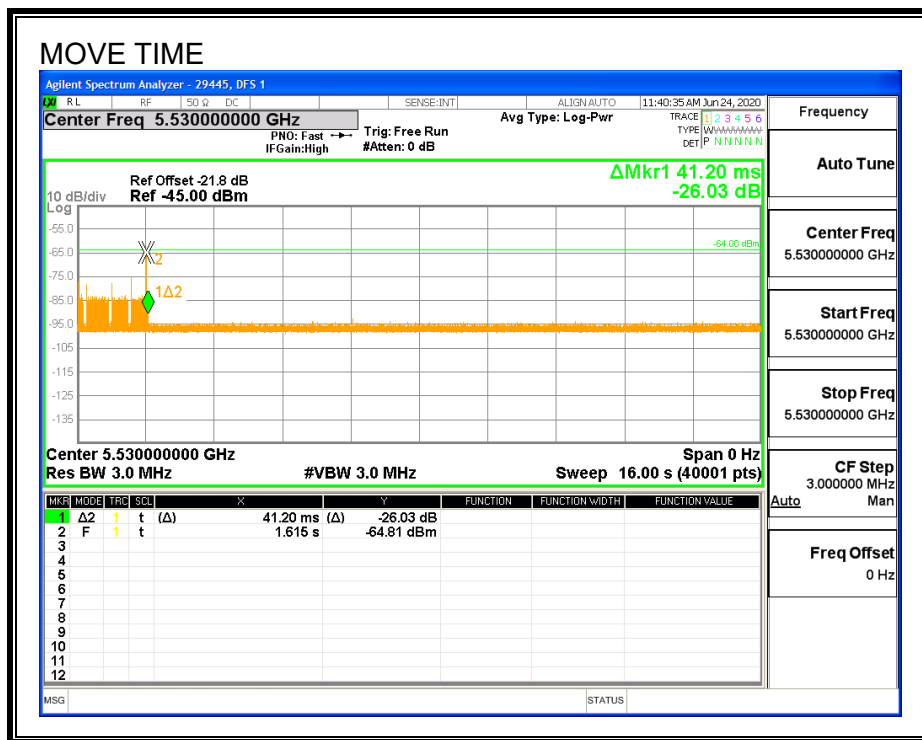 MOVE TIME
Agilent Spectrum Analyzer - 29445, DFS 1
LXI RL RF 50 Ω DC SENSE:INT ALIGN AUTO 11:40:35 AM Jun 24, 2020
Center Freq 5.530000000 GHz
PNO: Fast
IFGain:High
Trig: Free Run
#Atten: 0 dB
Avg Type: Log-Pwr
TRACE 1 2 3 4 5 6
TYPE W
DET P N N N N N
Frequency
ΔMkr1 41.20 ms
-26.03 dB
Ref Offset -21.8 dB
10 dB/div Ref -45.00 dBm
Log
-55.0
-64.00 dBm
-65.0
2
-75.0
1Δ2
-85.0
-95.0
-105
-115
-125
-135
Center 5.530000000 GHz Span 0 Hz
Res BW 3.0 MHz #VBW 3.0 MHz Sweep 16.00 s (40001 pts)
MKR MODE TRC SCL X Y FUNCTION FUNCTION WIDTH FUNCTION VALUE
1 Δ2 1 t (Δ) 41.20 ms (Δ) -26.03 dB
2 F 1 t 1.615 s -64.81 dBm
3
4
5
6
7
8
9
10
11
12
MSG STATUS
Auto Tune
Center Freq
5.530000000 GHz
Start Freq
5.530000000 GHz
Stop Freq
5.530000000 GHz
CF Step
3.000000 MHz
Auto Man
Freq Offset
0 Hz